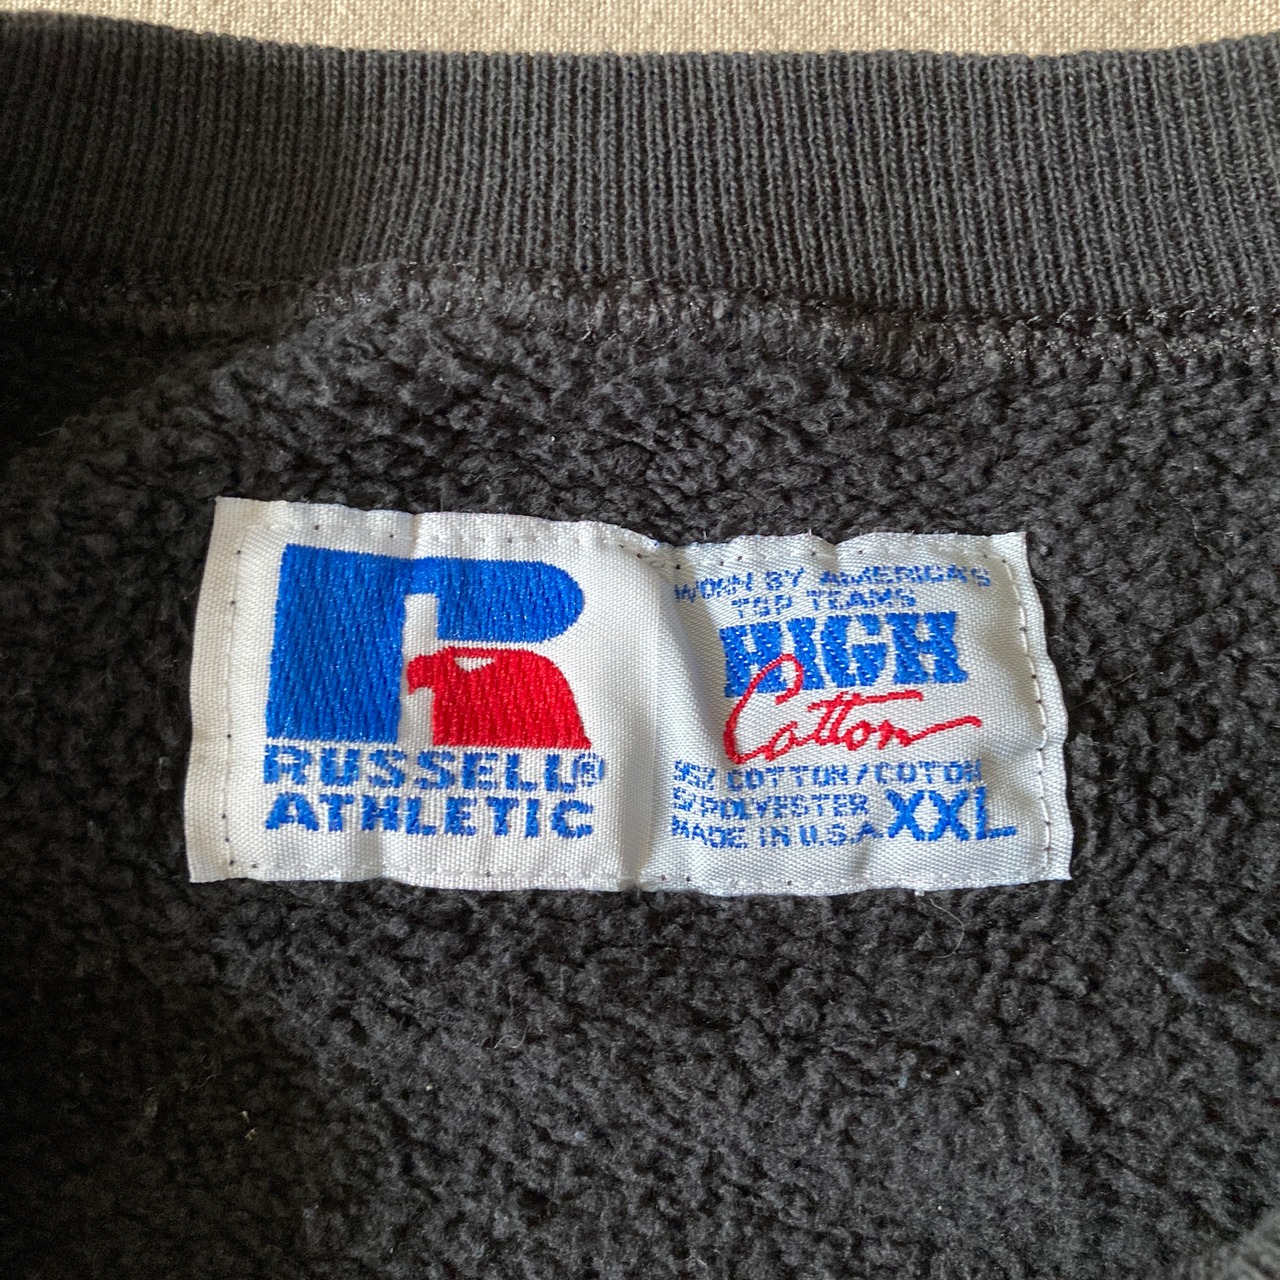 RUSSELL®
ATHLETIC
WORN BY AMERICA'S
TOP TEAMS
HIGH
Cotton
95% COTTON/COTON
5% POLYESTER
MADE IN U.S.A
XXL